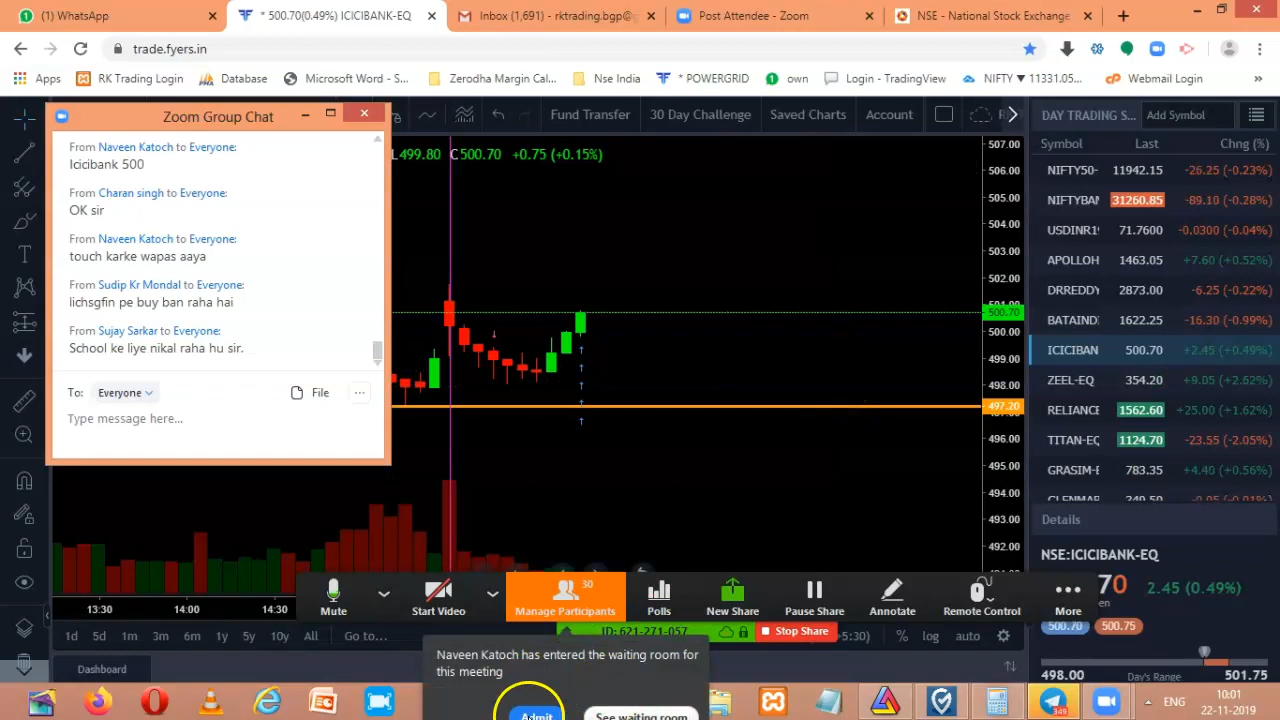 WhatsApp
* 500.70(0.49%) ICICIBANK-EQ
Inbox (1,691) - rktrading.bgp@
Post Attendee - Zoom
NSE - National Stock Exchange
trade.fyers.in
Apps
RK Trading Login
Database
Microsoft Word - S...
Zerodha Margin Cal...
Nse India
* POWERGRID
own
Login - TradingView
NIFTY ▼ 11331.05...
Webmail Login
»
Zoom Group Chat
From Naveen Katoch to Everyone:
Icicibank 500
From Charan singh to Everyone:
OK sir
From Naveen Katoch to Everyone:
touch karke wapas aaya
From Sudip Kr Mondal to Everyone:
lichsgfin pe buy ban raha hai
From Sujay Sarkar to Everyone:
School ke liye nikal raha hu sir.
To: Everyone
File
...
Type message here...
Fund Transfer
30 Day Challenge
Saved Charts
Account
L499.80 C500.70 +0.75 (+0.15%)
507.00
506.00
505.00
504.00
503.00
502.00
500.70
500.00
499.00
498.00
497.20
496.00
495.00
494.00
493.00
492.00
DAY TRADING S...
Add Symbol
Symbol Last Chng (%)
NIFTY50- 11942.15 -26.25 (-0.23%)
NIFTYBAN 31260.85 -89.10 (-0.28%)
USDINR1 71.7600 -0.0300 (-0.04%)
APOLLOH 1463.05 +7.60 (+0.52%)
DRREDDY 2873.00 -6.25 (-0.22%)
BATAIND 1622.25 -16.30 (-0.99%)
ICICIBAN 500.70 +2.45 (+0.49%)
ZEEL-EQ 354.20 +9.05 (+2.62%)
RELIANCE 1562.60 +25.00 (+1.62%)
TITAN-EQ 1124.70 -23.55 (-2.05%)
GRASIM-E 783.35 +4.40 (+0.56%)
Details
NSE:ICICIBANK-EQ
70 2.45 (0.49%)
en
500.70 500.75
498.00 Day's Range 501.75
13:30 14:00 14:30
Mute
Start Video
30
Manage Participants
Polls
New Share
Pause Share
Annotate
Remote Control
More
ID: 621-271-057
Stop Share
1d 5d 1m 3m 6m 1y 5y 10y All Go to...
+5:30) % log auto
Naveen Katoch has entered the waiting room for
this meeting
Admit
See waiting room
Dashboard
349
ENG
10:01
22-11-2019